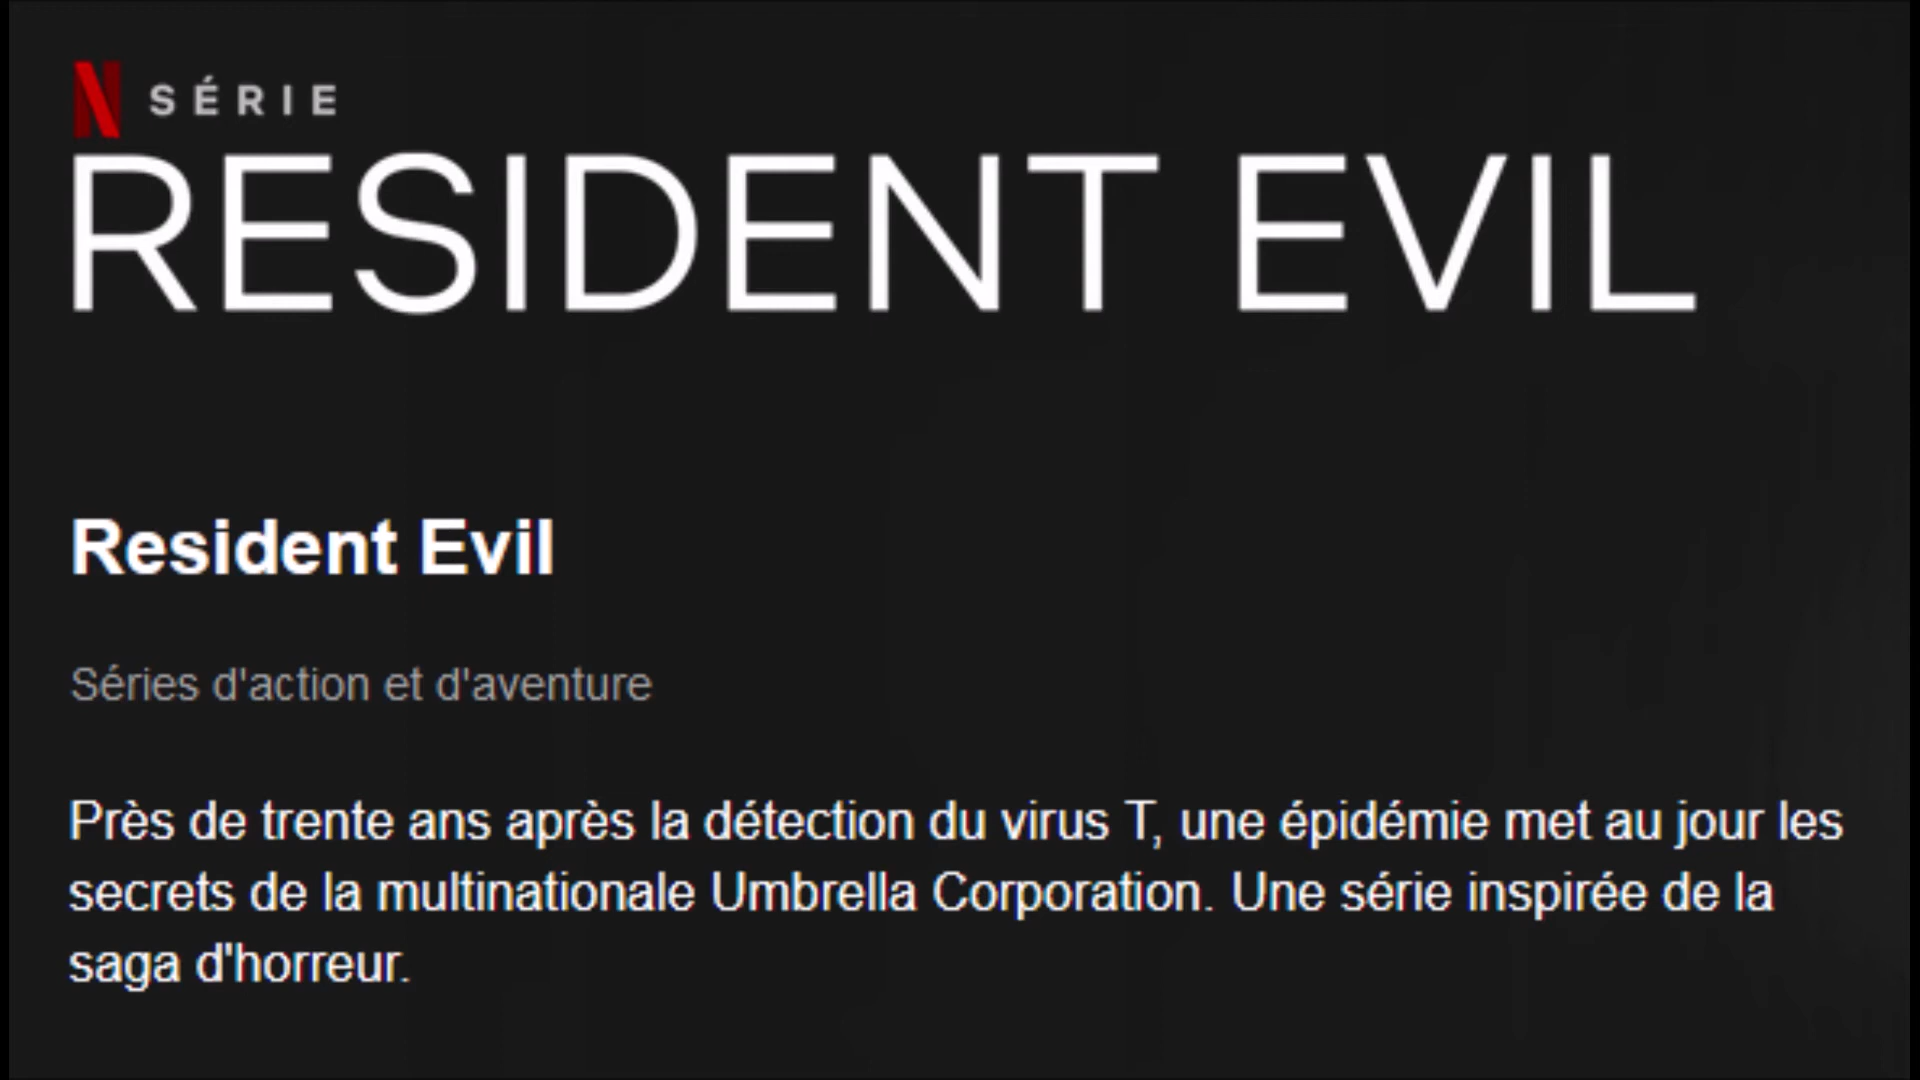 N SÉRIE
RESIDENT EVIL
Resident Evil
Séries d'action et d'aventure
Près de trente ans après la détection du virus T, une épidémie met au jour les
secrets de la multinationale Umbrella Corporation. Une série inspirée de la
saga d'horreur.